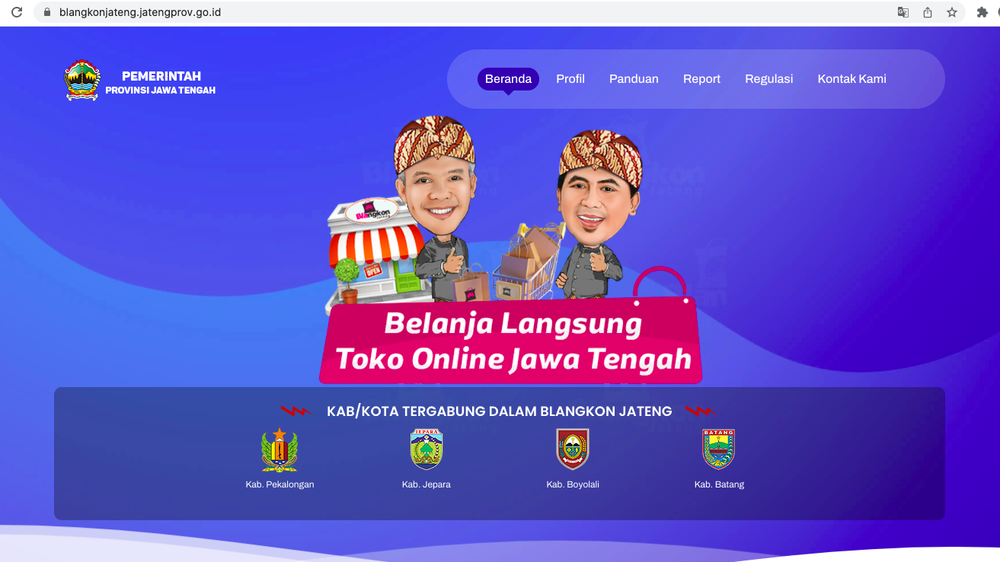 blangkonjateng.jatengprov.go.id
PEMERINTAH
PROVINSI JAWA TENGAH
Beranda Profil Panduan Report Regulasi Kontak Kami
Blangkon
Jateng
OPEN
Belanja Langsung
Toko Online Jawa Tengah
KAB/KOTA TERGABUNG DALAM BLANGKON JATENG
JEPARA
BATANG
Kab. Pekalongan Kab. Jepara Kab. Boyolali Kab. Batang